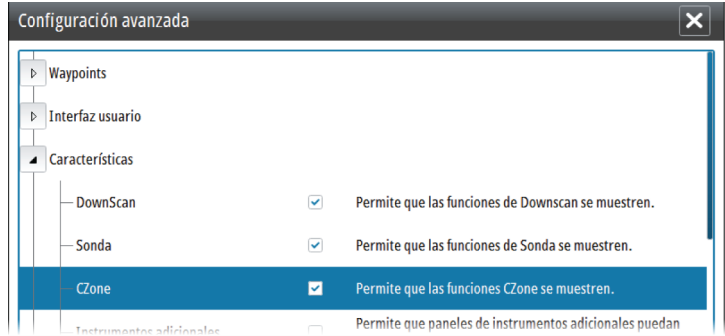 Configuración avanzada
Waypoints
Interfaz usuario
Características
DownScan Permite que las funciones de Downscan se muestren.
Sonda Permite que las funciones de Sonda se muestren.
CZone Permite que las funciones CZone se muestren.
Instrumentos adicionales Permite que paneles de instrumentos adicionales puedan